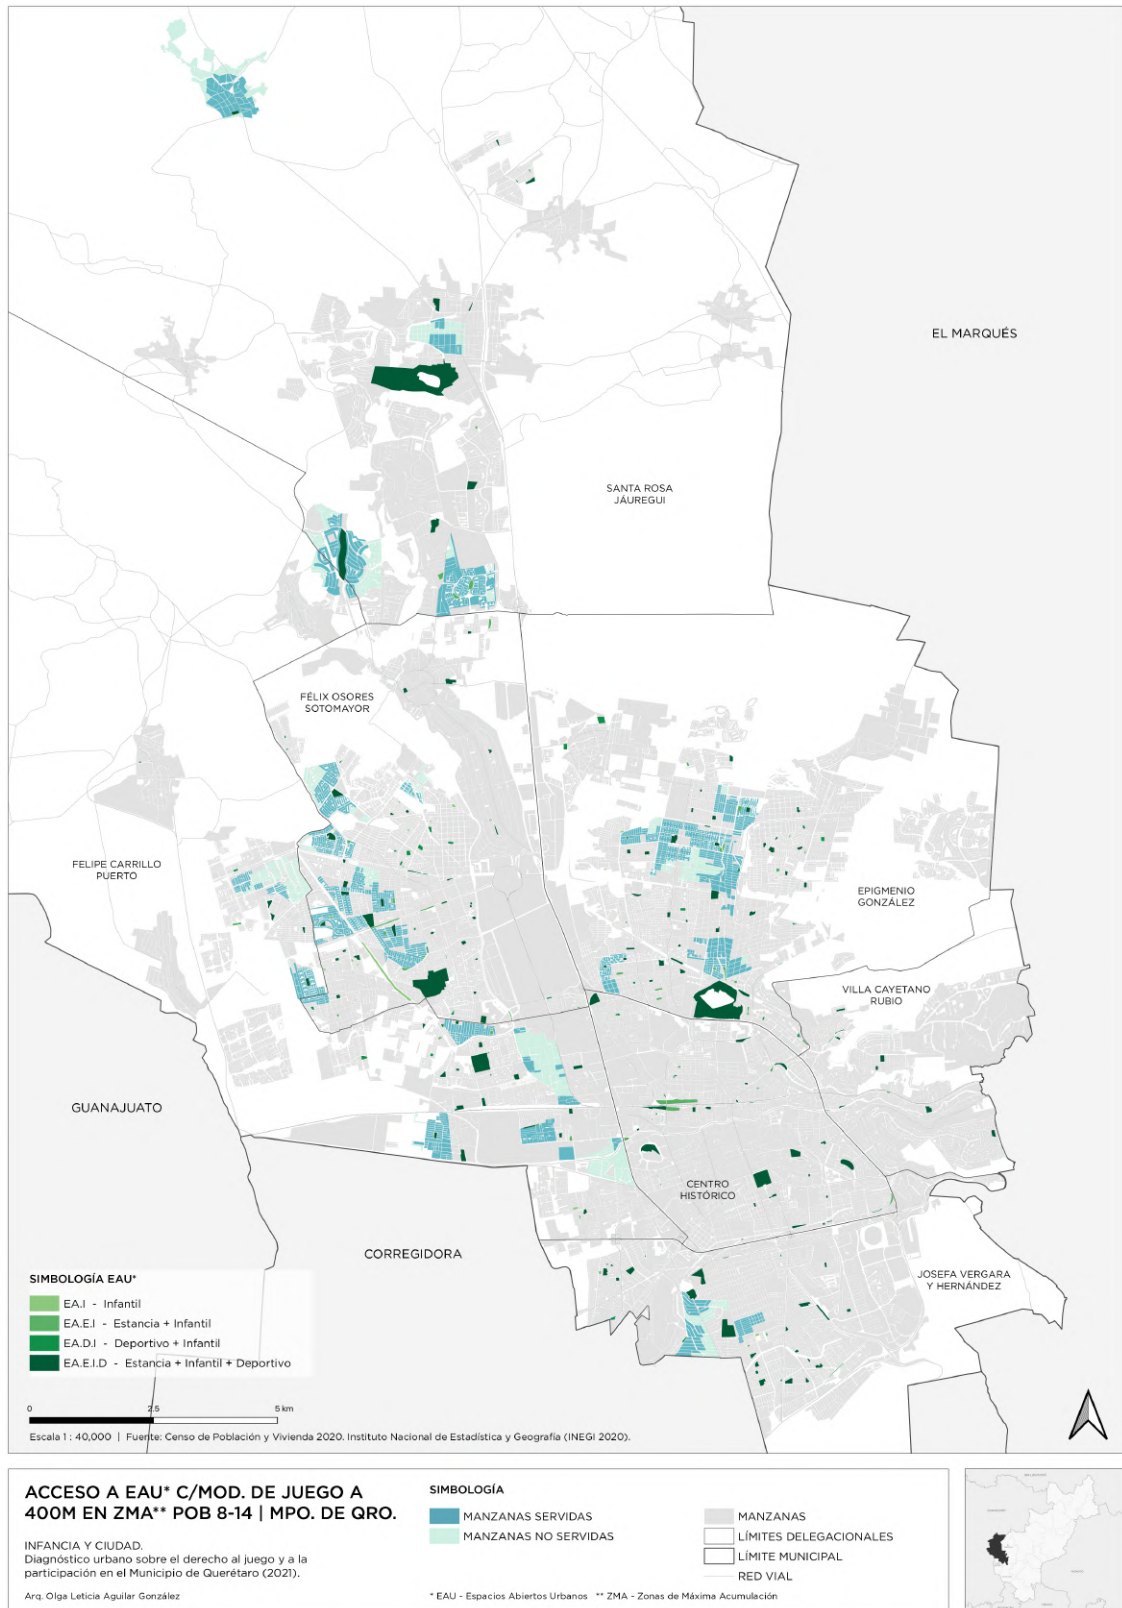 EL MARQUÉS
SANTA ROSA
JÁUREGUI
FÉLIX OSORES
SOTOMAYOR
FELIPE CARRILLO
PUERTO
EPIGMENIO
GONZÁLEZ
VILLA CAYETANO
RUBIO
GUANAJUATO
CENTRO
HISTÓRICO
CORREGIDORA
JOSEFA VERGARA
Y HERNÁNDEZ
SIMBOLOGÍA EAU*
EA.I - Infantil
EA.E.I - Estancia + Infantil
EA.D.I - Deportivo + Infantil
EA.E.I.D - Estancia + Infantil + Deportivo
0 2.5 5 km
Escala 1 : 40,000 | Fuente: Censo de Población y Vivienda 2020. Instituto Nacional de Estadística y Geografía (INEGI 2020).
ACCESO A EAU* C/MOD. DE JUEGO A
400M EN ZMA** POB 8-14 | MPO. DE QRO.
INFANCIA Y CIUDAD.
Diagnóstico urbano sobre el derecho al juego y a la
participación en el Municipio de Querétaro (2021).
Arq. Olga Leticia Aguilar González
SIMBOLOGÍA
MANZANAS SERVIDAS
MANZANAS NO SERVIDAS
MANZANAS
LÍMITES DELEGACIONALES
LÍMITE MUNICIPAL
RED VIAL
* EAU - Espacios Abiertos Urbanos ** ZMA - Zonas de Máxima Acumulación